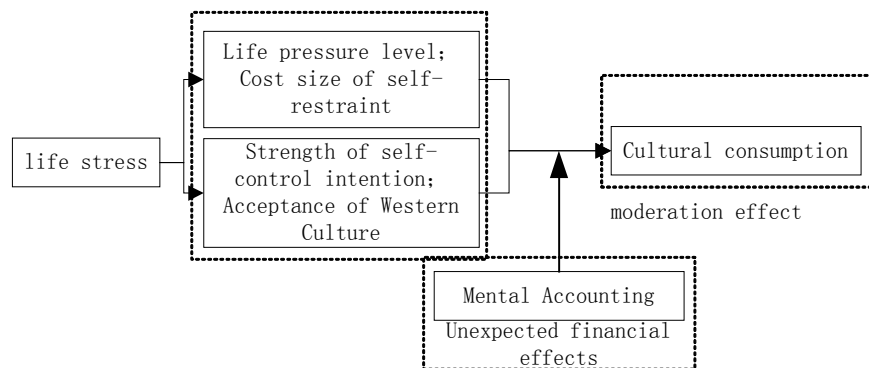 Life pressure level;
Cost size of self-
restraint
life stress
Strength of self-
control intention;
Acceptance of Western
Culture
Cultural consumption
moderation effect
Mental Accounting
Unexpected financial
effects